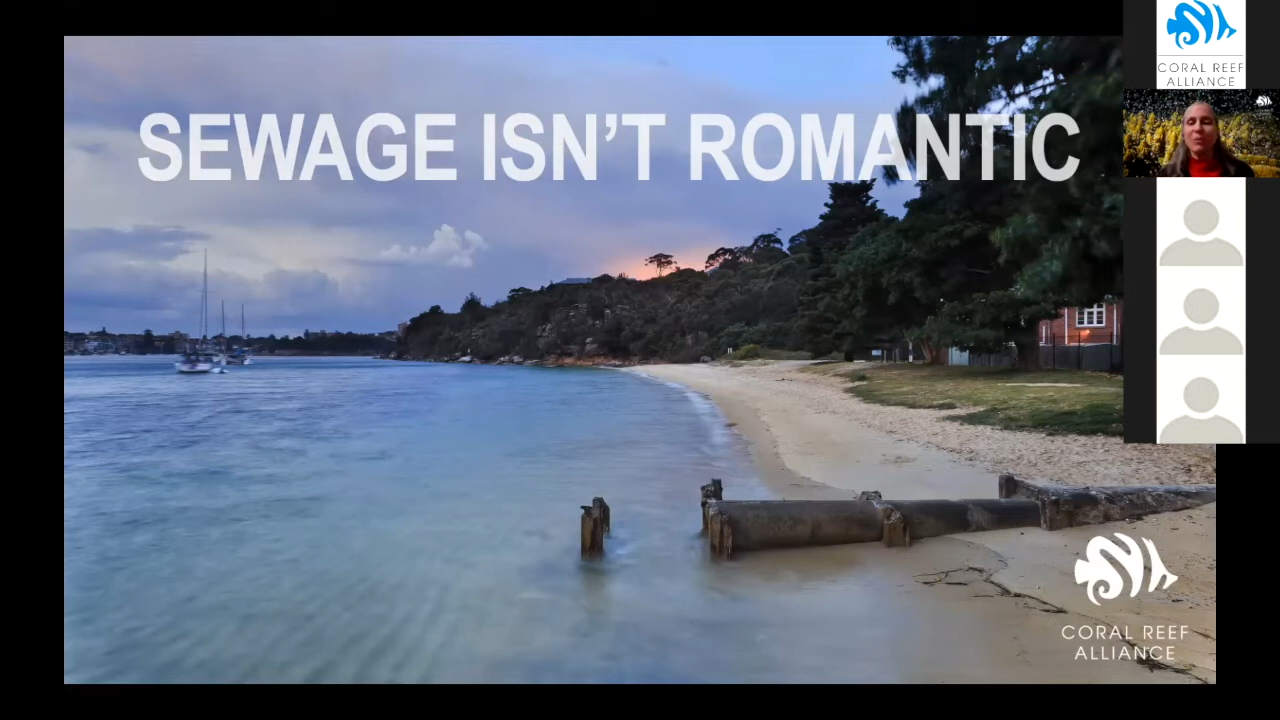 SEWAGE ISN'T ROMANTIC
CORAL REEF
ALLIANCE
CORAL REEF
ALLIANCE